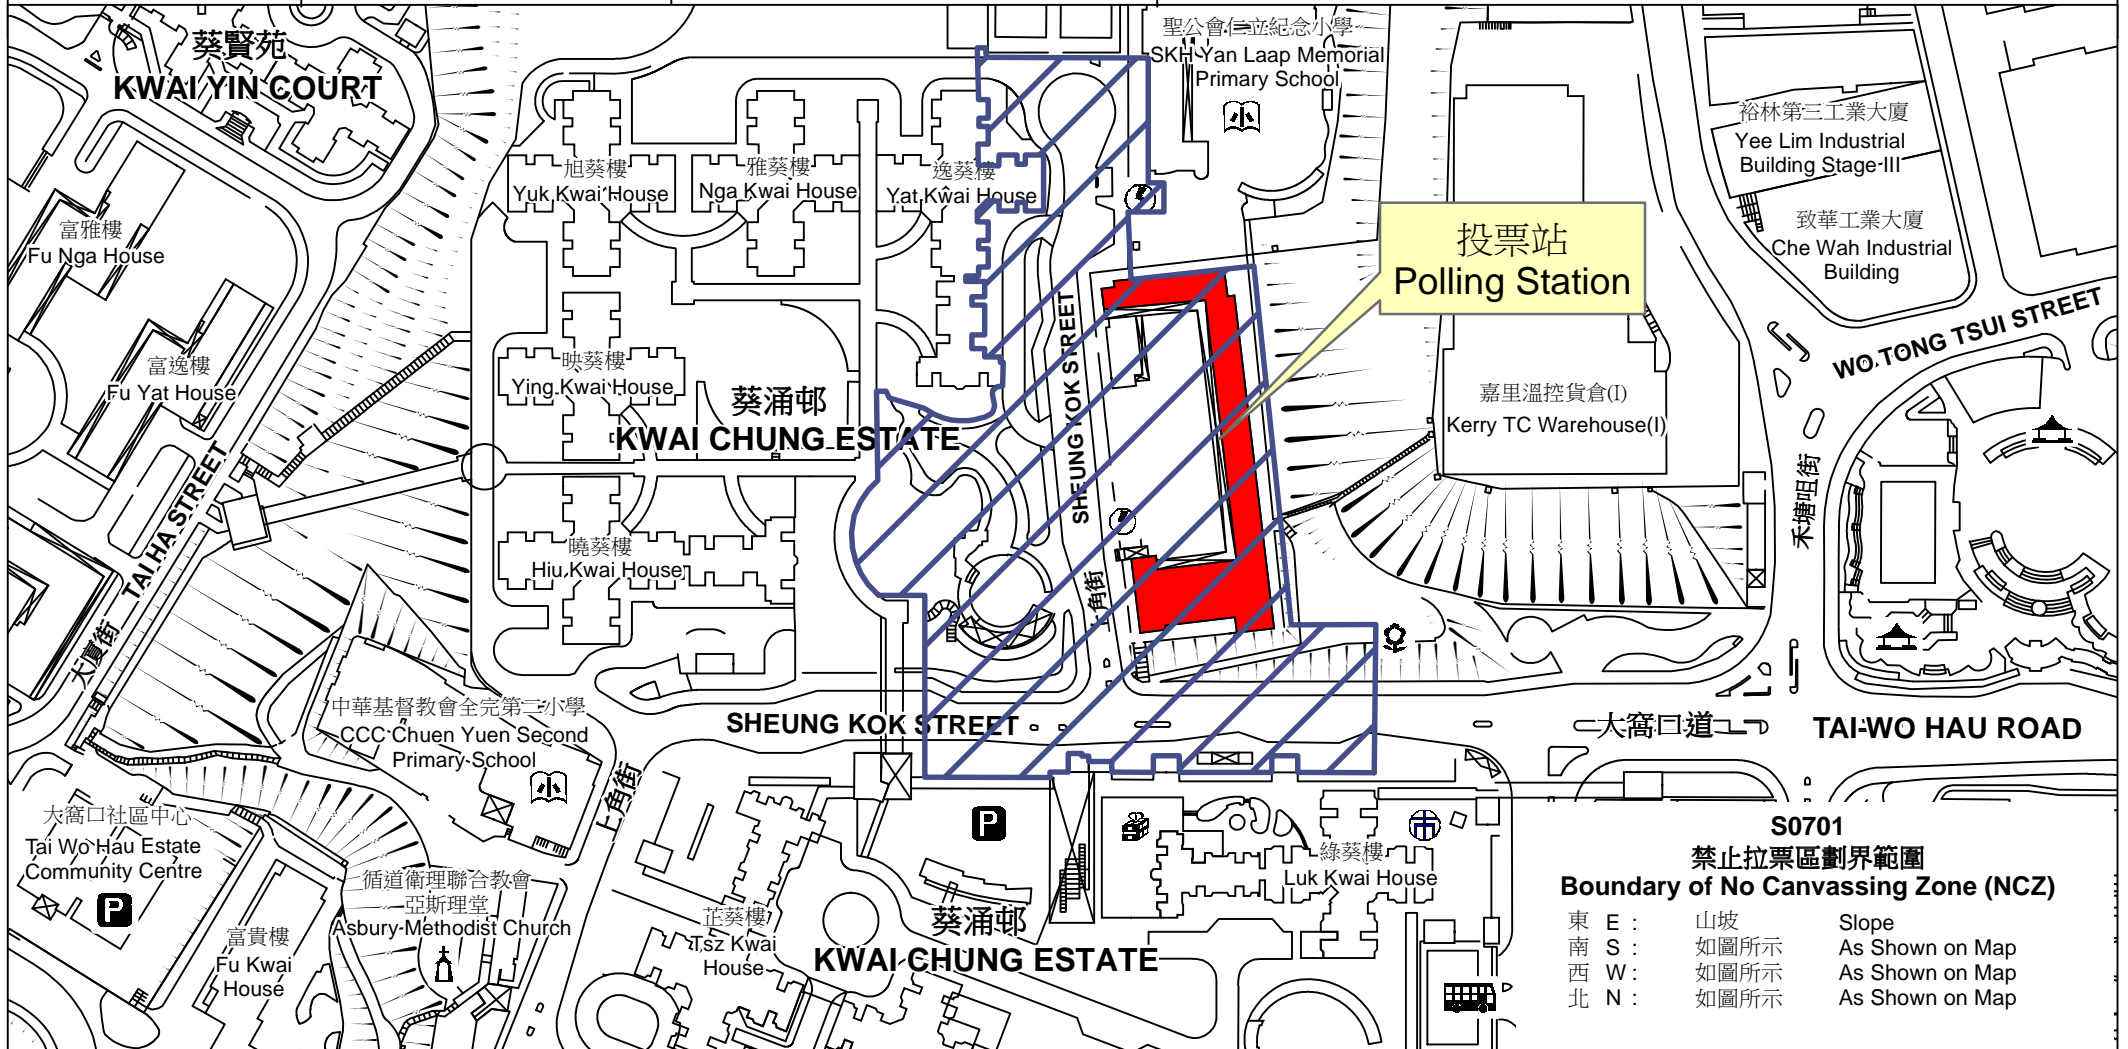 葵賢苑
KWAI YIN COURT
聖公會仁立紀念小學
SKH Yan Laap Memorial
Primary School
裕林第三工業大廈
Yee Lim Industrial
Building Stage III
致華工業大廈
Che Wah Industrial
Building
旭葵樓
Yuk Kwai House
雅葵樓
Nga Kwai House
逸葵樓
Yat Kwai House
富雅樓
Fu Nga House
投票站
Polling Station
富逸樓
Fu Yat House
映葵樓
Ying Kwai House
葵涌邨
KWAI CHUNG ESTATE
SHEUNG KOK STREET
嘉里溫控貨倉(I)
Kerry TC Warehouse(I)
WO TONG TSUI STREET
禾塘咀街
TAI HA STREET
大廈街
曉葵樓
Hiu Kwai House
上角街
中華基督教會全完第二小學
CCC Chuen Yuen Second
Primary School
SHEUNG KOK STREET
大窩口道
TAI WO HAU ROAD
上角街
大窩口社區中心
Tai Wo Hau Estate
Community Centre
P
P
循道衛理聯合教會
亞斯理堂
Asbury Methodist Church
富貴樓
Fu Kwai
House
芷葵樓
Tsz Kwai
House
葵涌邨
KWAI CHUNG ESTATE
綠葵樓
Luk Kwai House
S0701
禁止拉票區劃界範圍
Boundary of No Canvassing Zone (NCZ)
東 E : 山坡 Slope
南 S : 如圖所示 As Shown on Map
西 W : 如圖所示 As Shown on Map
北 N : 如圖所示 As Shown on Map